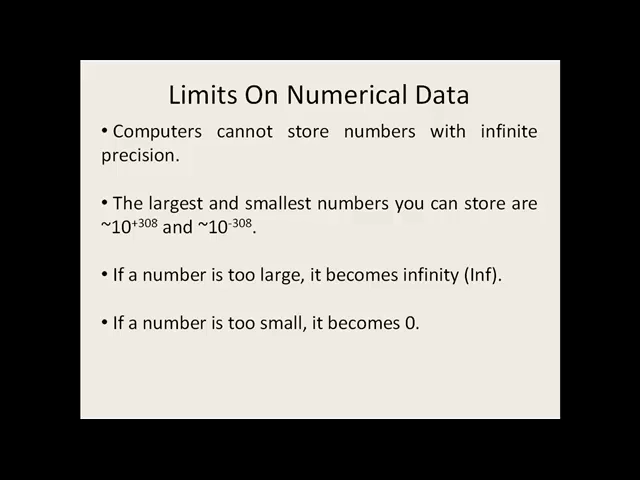 Limits On Numerical Data
• Computers cannot store numbers with infinite
precision.
• The largest and smallest numbers you can store are
~10⁺³⁰⁸ and ~10⁻³⁰⁸.
• If a number is too large, it becomes infinity (Inf).
• If a number is too small, it becomes 0.